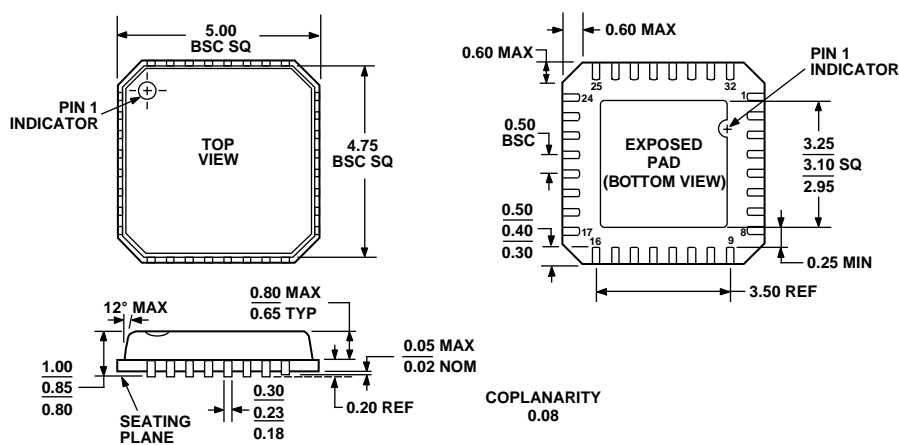 5.00
BSC SQ
PIN 1
INDICATOR
TOP
VIEW
4.75
BSC SQ
0.60 MAX
0.60 MAX
PIN 1
INDICATOR
25
32
24
1
0.50
BSC
EXPOSED
PAD
(BOTTOM VIEW)
3.25
3.10 SQ
2.95
0.50
0.40
0.30
17
16
9
8
0.25 MIN
3.50 REF
12° MAX
0.80 MAX
0.65 TYP
1.00
0.85
0.80
SEATING
PLANE
0.30
0.23
0.18
0.05 MAX
0.02 NOM
0.20 REF
COPLANARITY
0.08